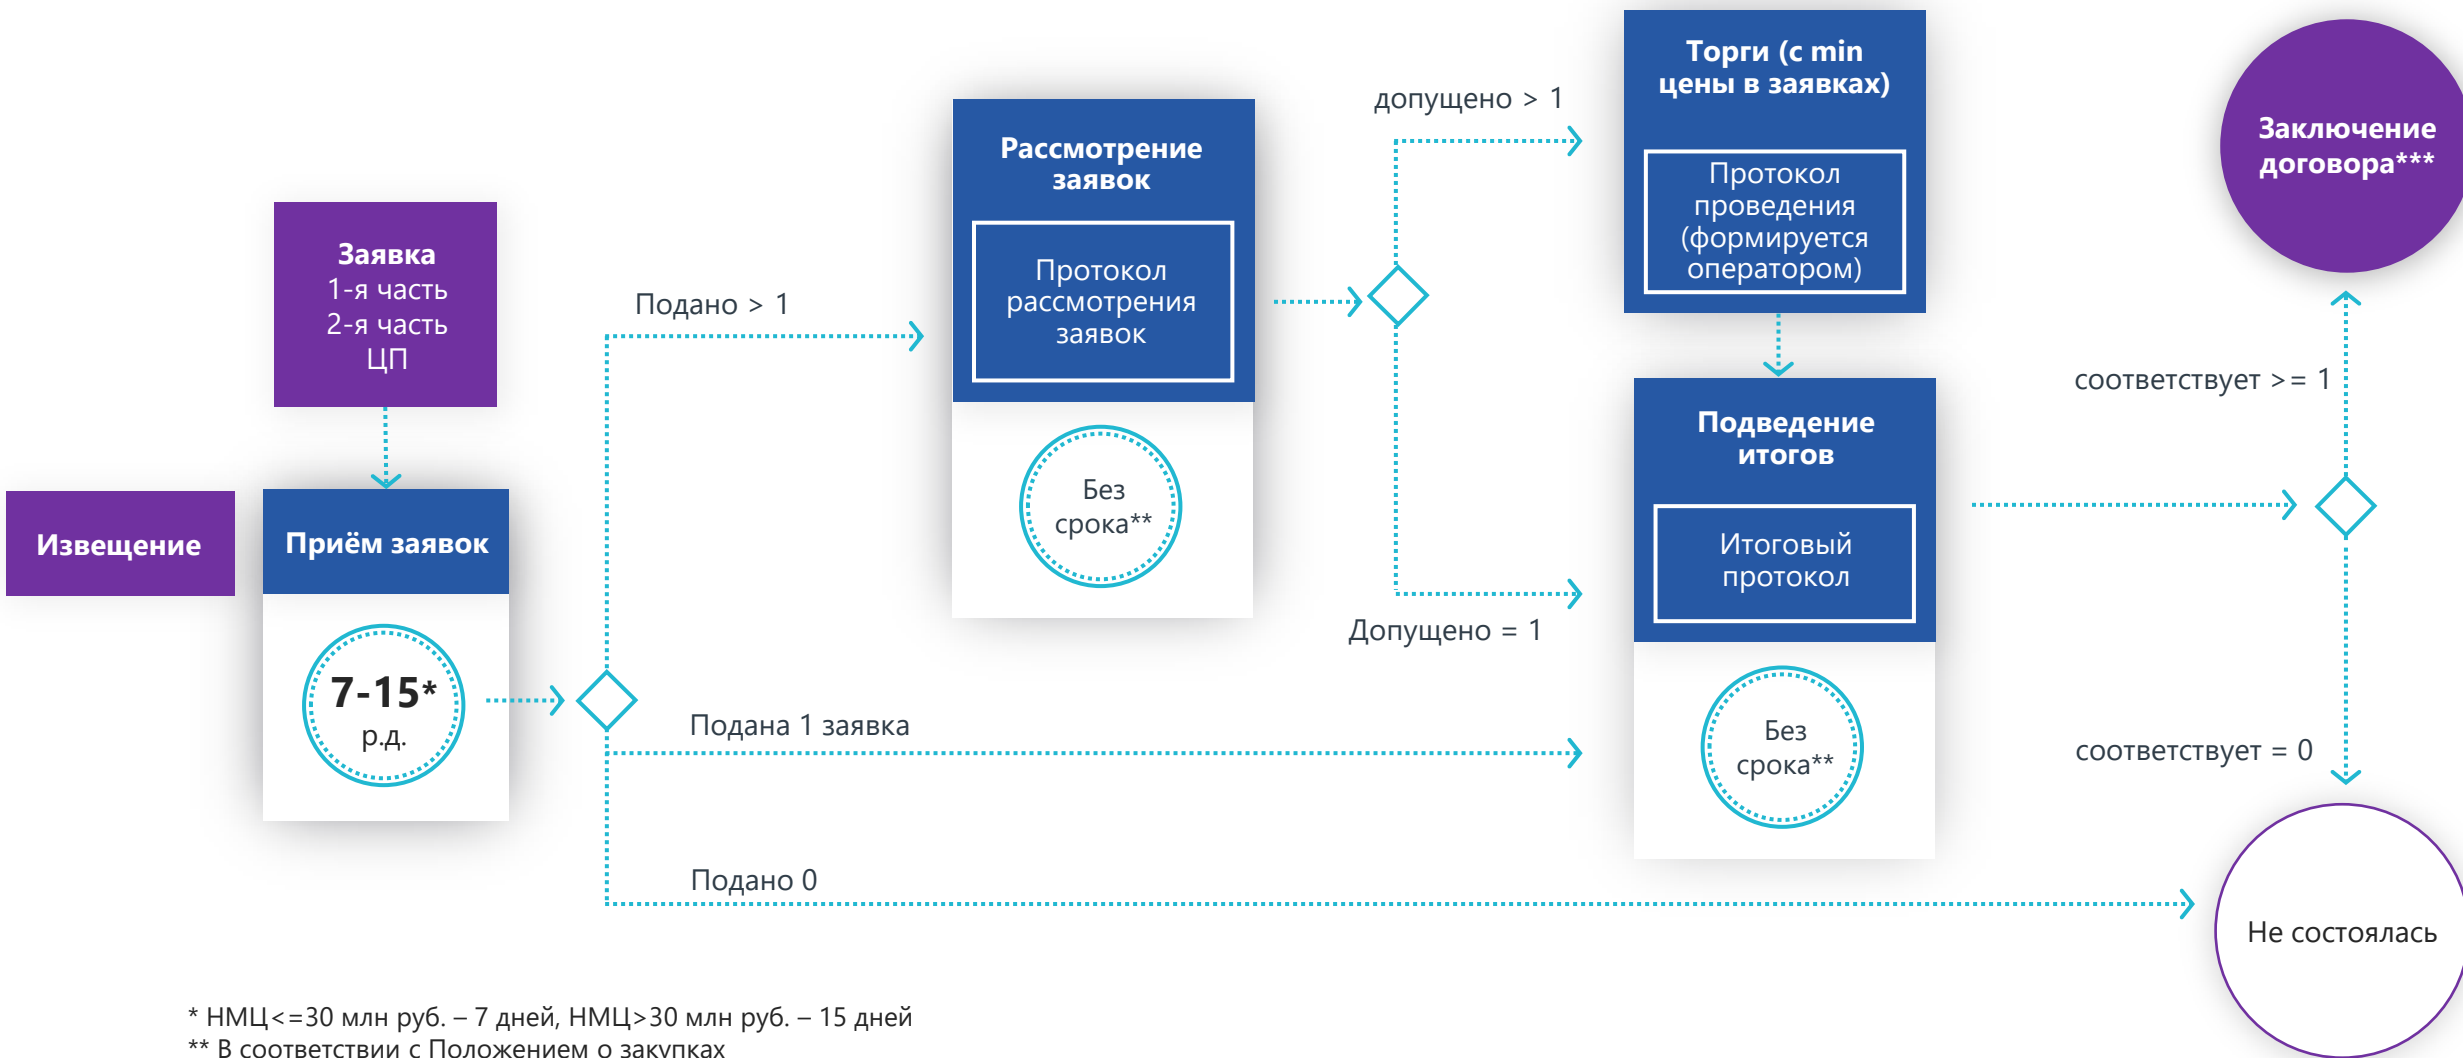 Извещение
Заявка
1-я часть
2-я часть
ЦП
Приём заявок
7-15*
р.д.
Подано > 1
Подана 1 заявка
Подано 0
Рассмотрение
заявок
Протокол
рассмотрения
заявок
Без
срока**
допущено > 1
Допущено = 1
Торги (с min
цены в заявках)
Протокол
проведения
(формируется
оператором)
Подведение
итогов
Итоговый
протокол
Без
срока**
соответствует >= 1
соответствует = 0
Заключение
договора***
Не состоялась
* НМЦ<=30 млн руб. – 7 дней, НМЦ>30 млн руб. – 15 дней
** В соответствии с Положением о закупках